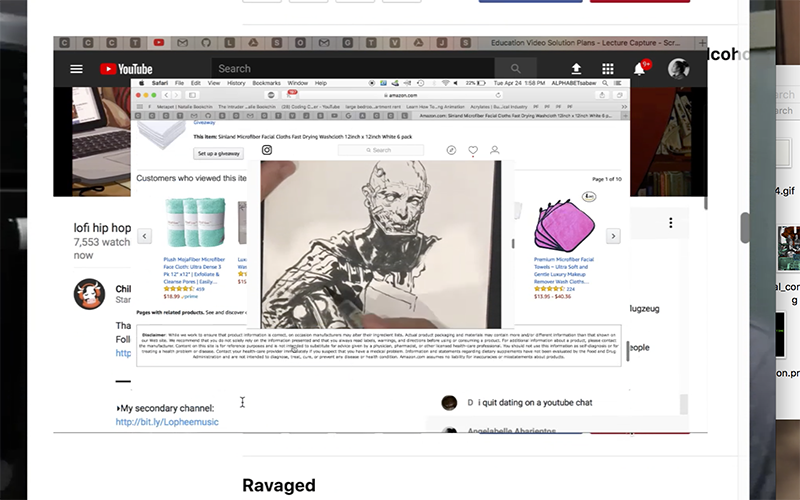 Education Video Solution Plans – Lecture Capture – Scr...
YouTube
Search
9+
Safari File Edit View History Bookmarks Window Help
Tue Apr 24 1:58 PM ALPHABETsabaw
amazon.com
Amazon.com: Sinland Microfiber Facial Cloths Fast Drying Washcloth 12inch x 12inch White 6 pack
Giveaway
This item: Sinland Microfiber Facial Cloths Fast Drying Washcloth 12inch x 12inch White 6 pack
Set up a giveaway
Search
Customers who viewed this ite
Page 1 of 10
lcoho
4.gif
lofi hip hop
7,553 watch
now
Plush Mojafiber Microfiber
Face Cloth: Ultra Dense 3
Pk 12" x12" | Exfoliate &
Cleanse Pores | Easily...
459
$18.99
Premium Microfiber Facial
Towels – Ultra Soft and
Gentle Luxury Makeup
Remover Wash Cloths...
224
$13.95 - $40.36
Chil
Star
Pages with related products. See and discover
lugzeug
Tha
Foll
http
Disclaimer: While we work to ensure that product information is correct, on occasion manufacturers may alter their ingredient lists. Actual product packaging and materials may contain more and/or different information than that shown on
our Web site. We recommend that you do not solely rely on the information presented and that you always read labels, warnings, and directions before using or consuming a product. For additional information about a product, please contact
the manufacturer. Content on this site is for reference purposes and is not intended to substitute for advice given by a physician, pharmacist, or other licensed health-care professional. You should not use this information as self-diagnosis or for
treating a health problem or disease. Contact your health-care provider immediately if you suspect that you have a medical problem. Information and statements regarding dietary supplements have not been evaluated by the Food and Drug
Administration and are not intended to diagnose, treat, cure, or prevent any disease or health condition. Amazon.com assumes no liability for inaccuracies or misstatements about products.
eople
My secondary channel:
http://bit.ly/Lopheemusic
D i quit dating on a youtube chat
Angelabelle Abarientos
Ravaged